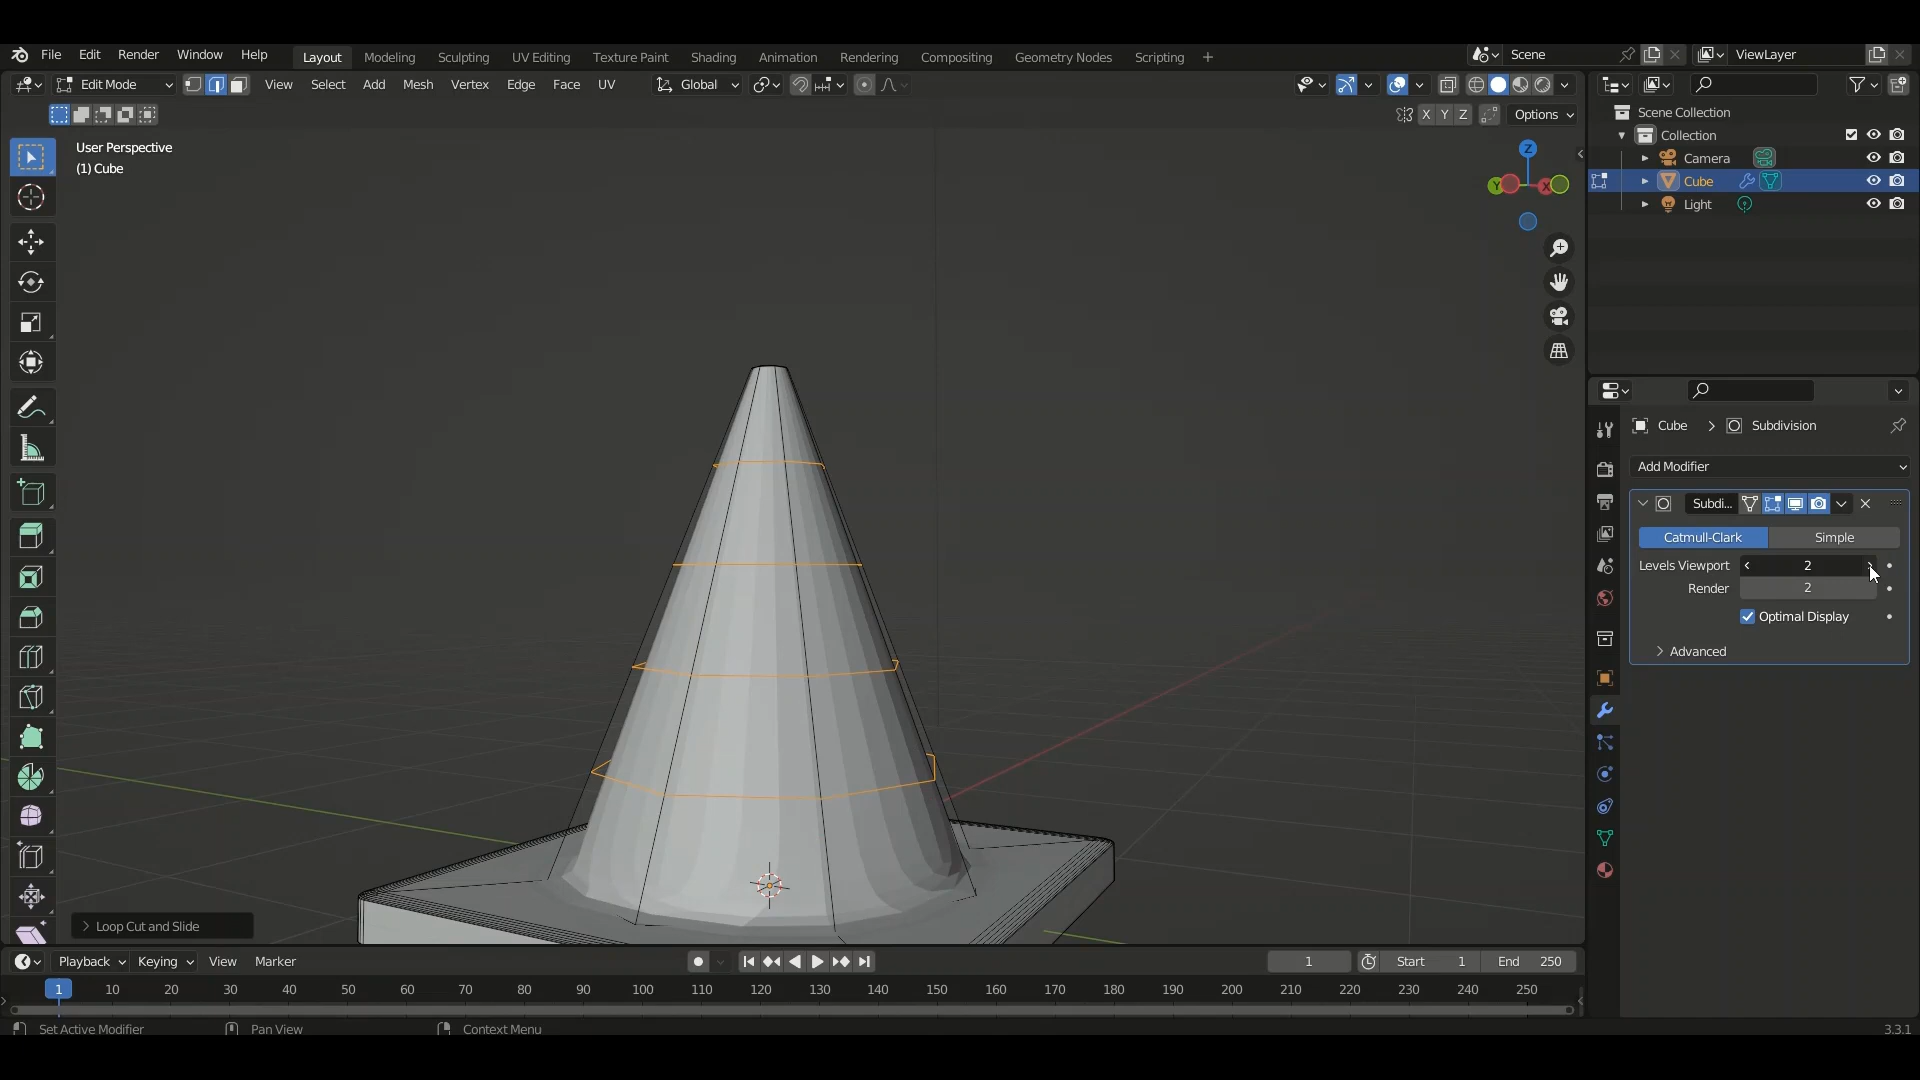 File Edit Render Window Help Layout Modeling Sculpting UV Editing Texture Paint Shading Animation Rendering Compositing Geometry Nodes Scripting + Scene ViewLayer
Edit Mode View Select Add Mesh Vertex Edge Face UV Global
X Y Z Options
User Perspective
(1) Cube
Z
Y X
Scene Collection
Collection
Camera
Cube
Light
Cube > Subdivision
Add Modifier
Subdi...
Catmull-Clark Simple
Levels Viewport 2
Render 2
Optimal Display
Advanced
Loop Cut and Slide
Playback Keying View Marker 1 Start 1 End 250
1 10 20 30 40 50 60 70 80 90 100 110 120 130 140 150 160 170 180 190 200 210 220 230 240 250
Set Active Modifier Pan View Context Menu 3.3.1